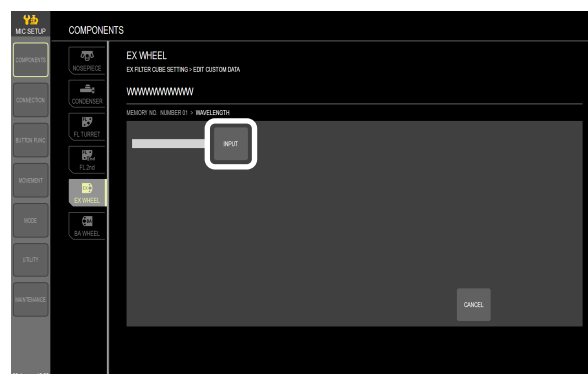 MIC SETUP
COMPONENTS
COMPONENTS
CONNECTION
BUTTON FUNC
MOVEMENT
MODE
UTILITY
MAINTENANCE
NOSEPIECE
CONDENSER
FL TURRET
FL 2nd
EX WHEEL
BA WHEEL
EX WHEEL
EX FILTER CUBE SETTING > EDIT CUSTOM DATA
WWWWWWWWWWW
MEMORY NO. NUMBER 01 > WAVELENGTH
INPUT
CANCEL